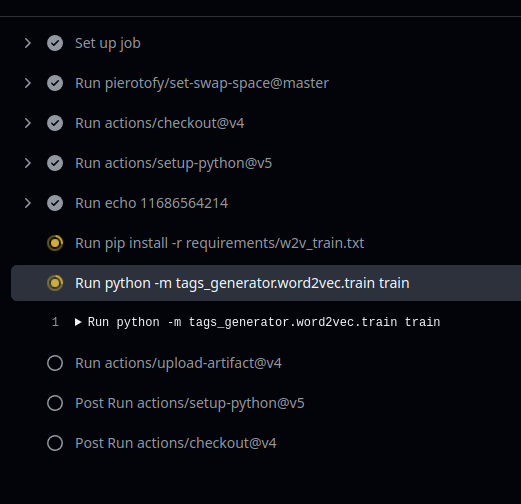 Set up job
Run pierotofy/set-swap-space@master
Run actions/checkout@v4
Run actions/setup-python@v5
Run echo 11686564214
Run pip install -r requirements/w2v_train.txt
Run python -m tags_generator.word2vec.train train
1 Run python -m tags_generator.word2vec.train train
Run actions/upload-artifact@v4
Post Run actions/setup-python@v5
Post Run actions/checkout@v4